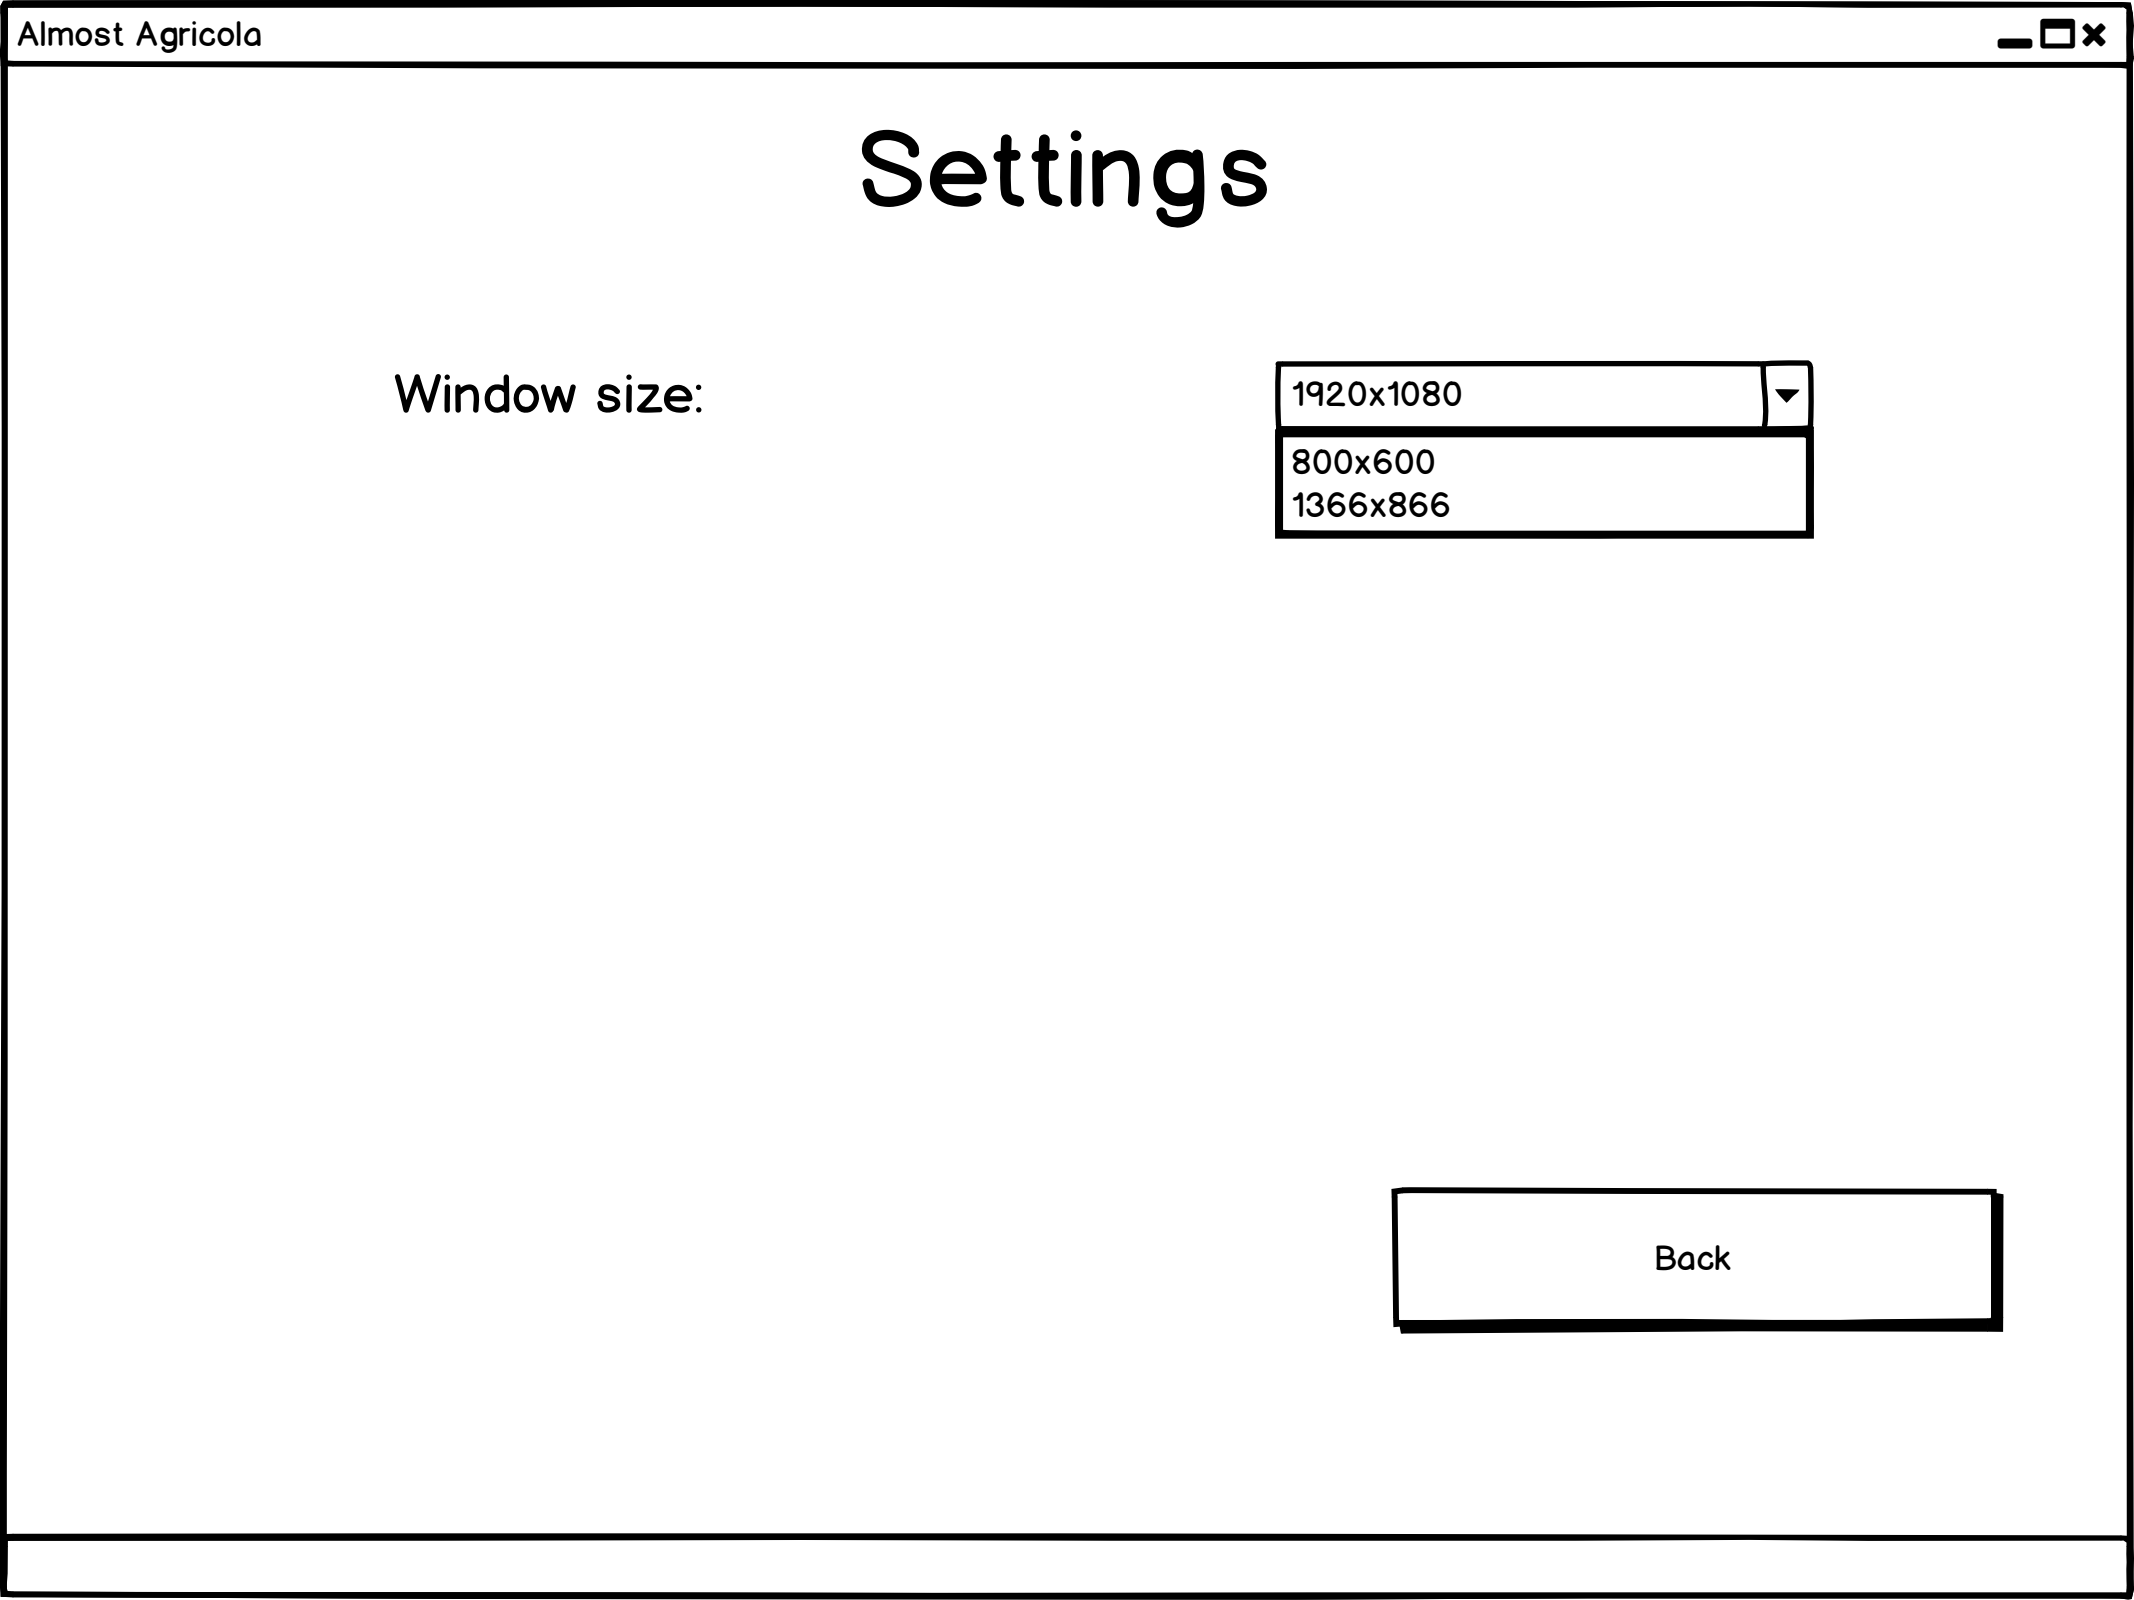 Almost Agricola
Settings
Window size:
1920x1080
800x600
1366x866
Back